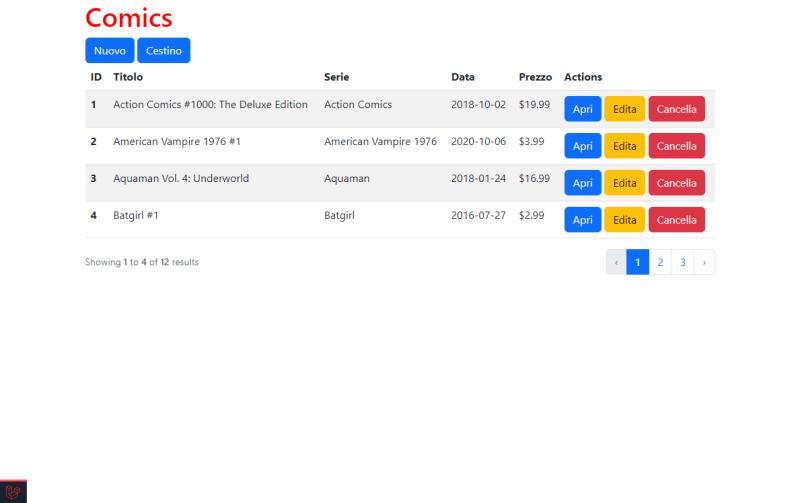 Comics
Nuovo Cestino
ID Titolo Serie Data Prezzo Actions
1 Action Comics #1000: The Deluxe Edition Action Comics 2018-10-02 $19.99 Apri Edita Cancella
2 American Vampire 1976 #1 American Vampire 1976 2020-10-06 $3.99 Apri Edita Cancella
3 Aquaman Vol. 4: Underworld Aquaman 2018-01-24 $16.99 Apri Edita Cancella
4 Batgirl #1 Batgirl 2016-07-27 $2.99 Apri Edita Cancella
Showing 1 to 4 of 12 results ‹ 1 2 3 ›